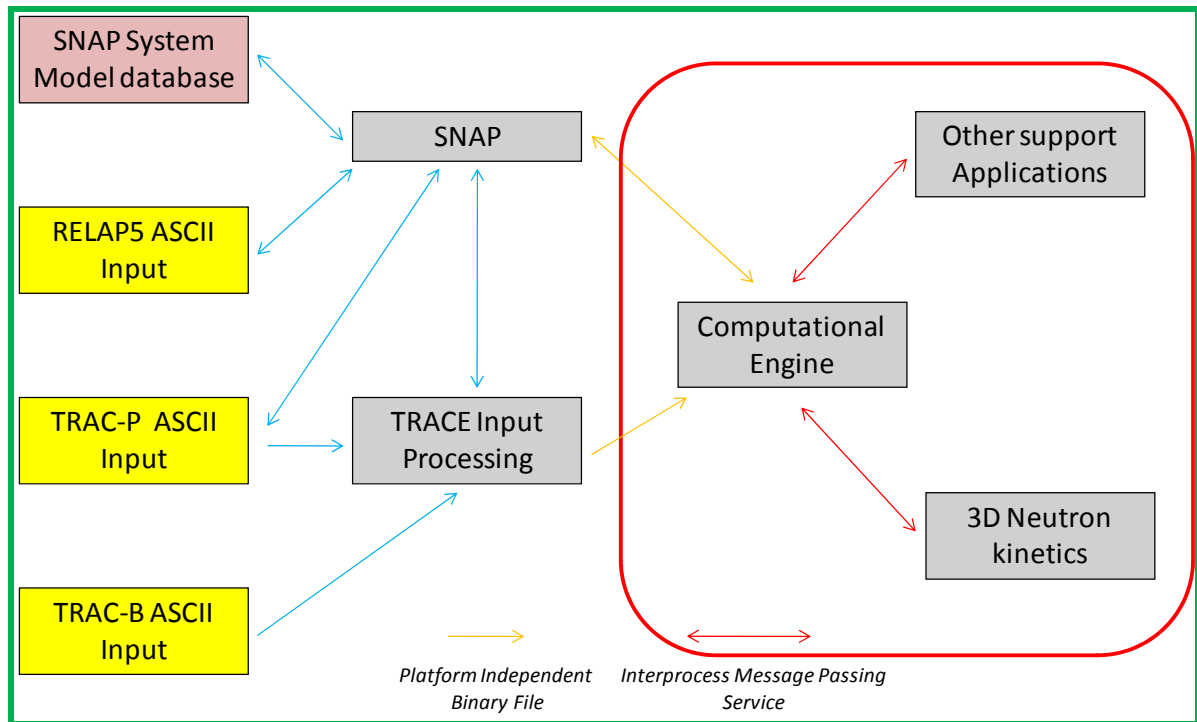 SNAP System
Model database
SNAP
Other support
Applications
RELAP5 ASCII
Input
Computational
Engine
TRAC-P ASCII
Input
TRACE Input
Processing
3D Neutron
kinetics
TRAC-B ASCII
Input
Platform Independent
Binary File
Interprocess Message Passing
Service